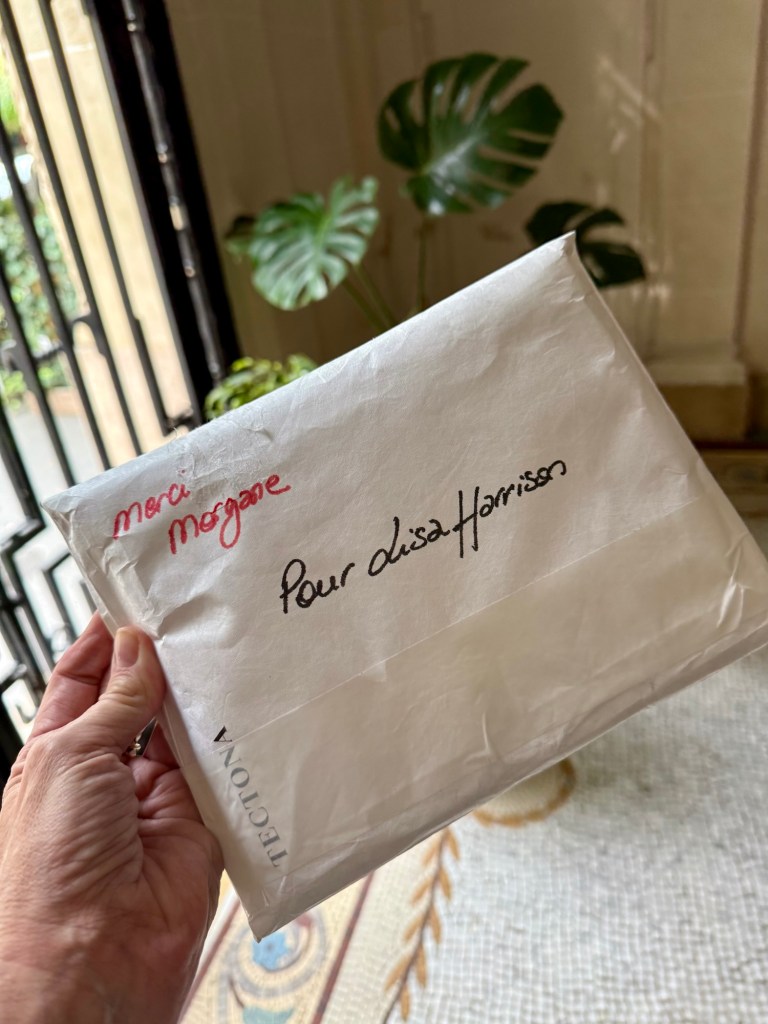 merci
Morgane
Pour Lisa Harrison
TECTONA